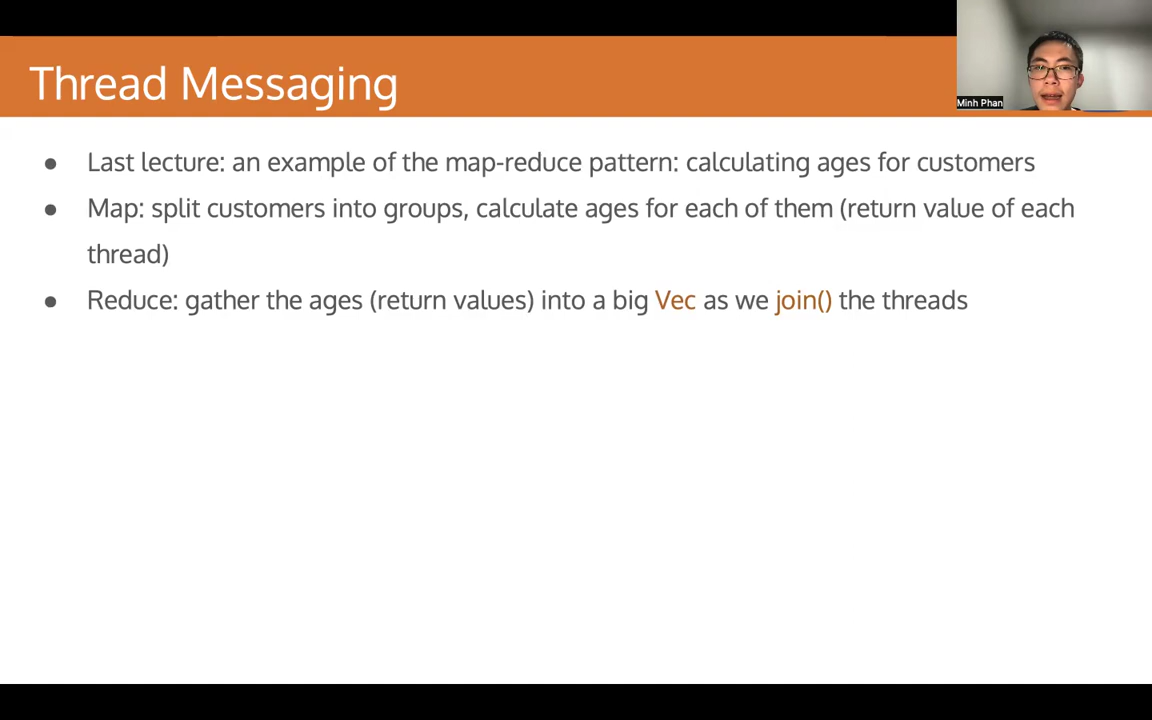 Thread Messaging
Minh Phan
● Last lecture: an example of the map-reduce pattern: calculating ages for customers
● Map: split customers into groups, calculate ages for each of them (return value of each
thread)
● Reduce: gather the ages (return values) into a big Vec as we join() the threads